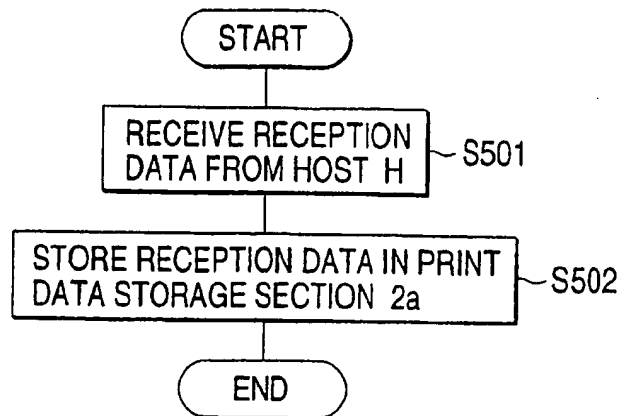 START
RECEIVE RECEPTION
DATA FROM HOST H
S501
STORE RECEPTION DATA IN PRINT
DATA STORAGE SECTION 2a
S502
END